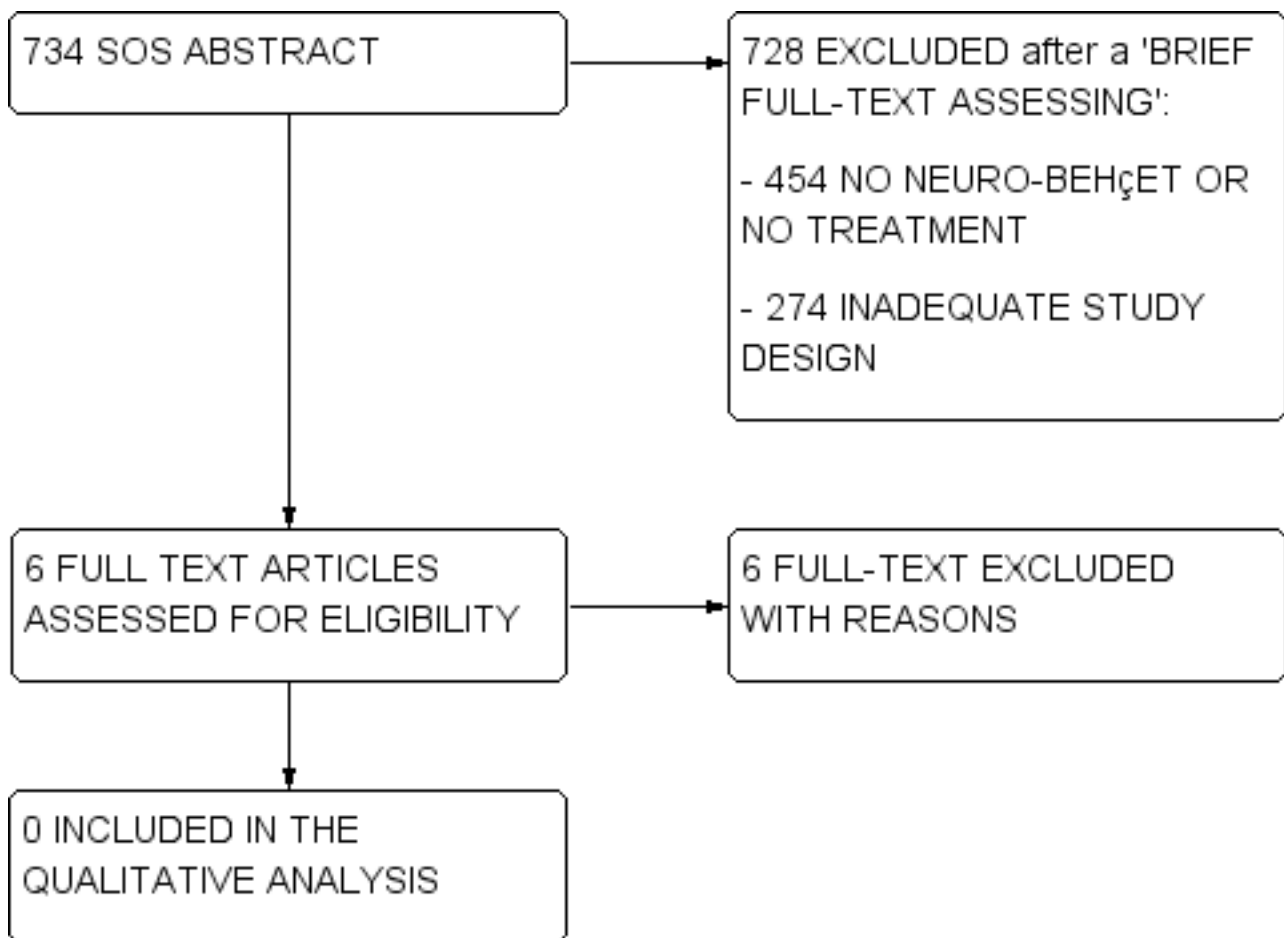 734 SOS ABSTRACT
728 EXCLUDED after a 'BRIEF
FULL-TEXT ASSESSING':
- 454 NO NEURO-BEHçET OR
NO TREATMENT
- 274 INADEQUATE STUDY
DESIGN
6 FULL TEXT ARTICLES
ASSESSED FOR ELIGIBILITY
6 FULL-TEXT EXCLUDED
WITH REASONS
0 INCLUDED IN THE
QUALITATIVE ANALYSIS